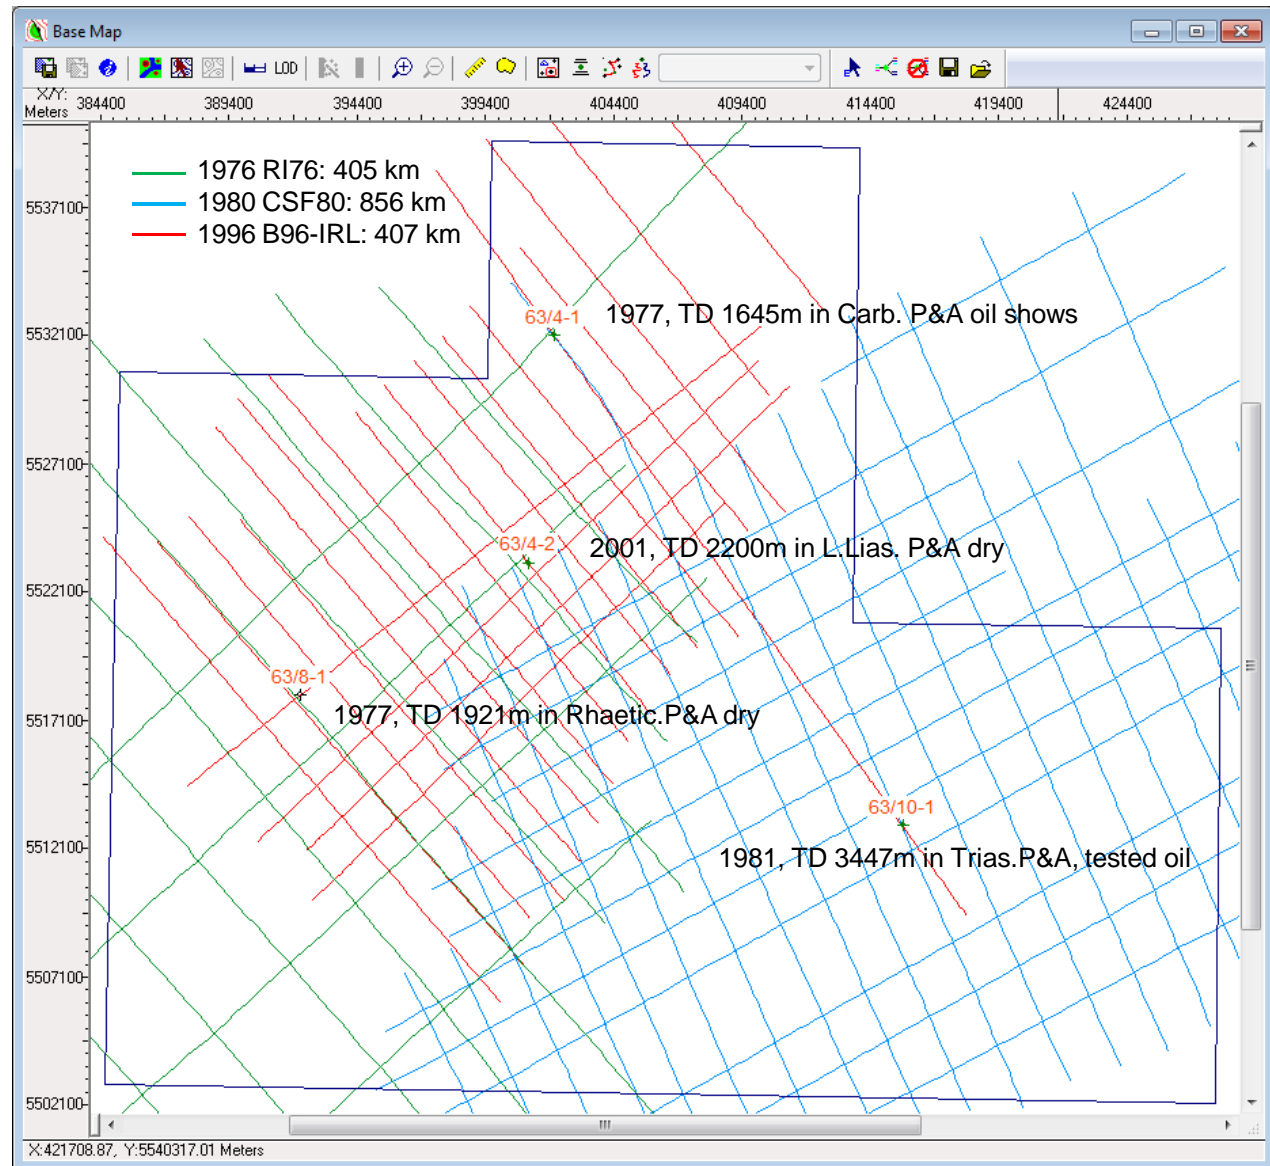 Base Map
LOD
X/Y:
Meters
384400 389400 394400 399400 404400 409400 414400 419400 424400
1976 RI76: 405 km
1980 CSF80: 856 km
1996 B96-IRL: 407 km
5537100
63/4-1 1977, TD 1645m in Carb. P&A oil shows
5532100
5527100
63/4-2 2001, TD 2200m in L.Lias. P&A dry
5522100
63/8-1
5517100
1977, TD 1921m in Rhaetic.P&A dry
63/10-1
5512100
1981, TD 3447m in Trias.P&A, tested oil
5507100
5502100
X:421708.87, Y:5540317.01 Meters